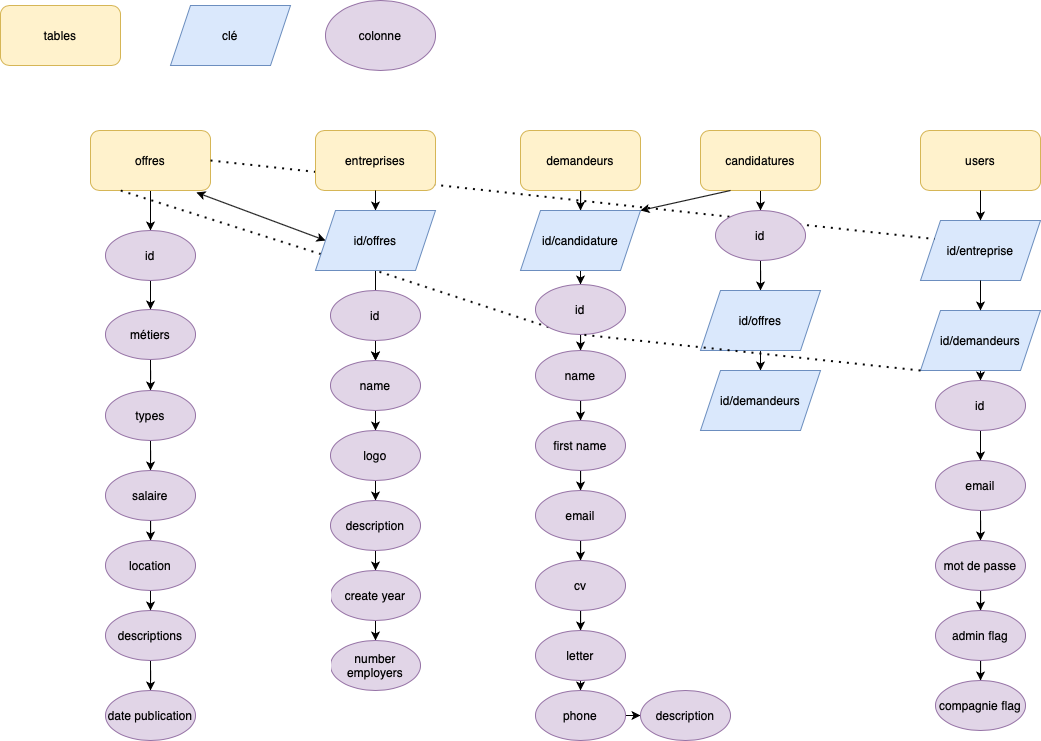 tables
clé
colonne
offres
entreprises
demandeurs
candidatures
users
id
métiers
types
salaire
location
descriptions
date publication
id/offres
id
name
logo
description
create year
number
employers
id/candidature
id
name
first name
email
cv
letter
phone
description
id
id/offres
id/demandeurs
id/entreprise
id/demandeurs
id
email
mot de passe
admin flag
compagnie flag